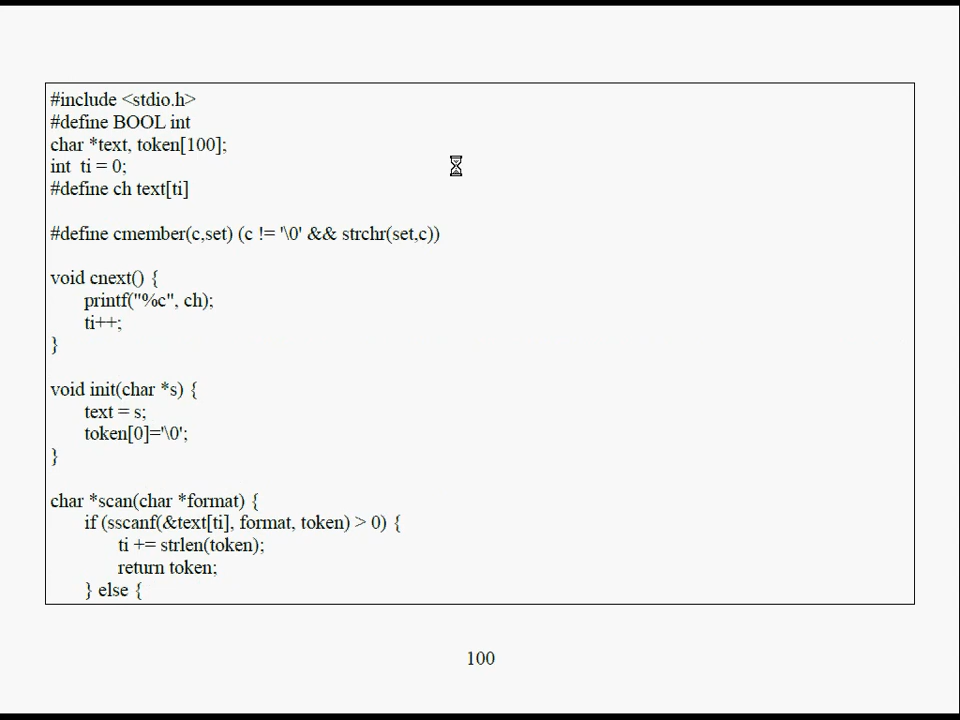 #include <stdio.h>
#define BOOL int
char *text, token[100];
int  ti = 0;
#define ch text[ti]
#define cmember(c,set) (c != '\0' && strchr(set,c))
void cnext() {
printf("%c", ch);
ti++;
}
void init(char *s) {
text = s;
token[0]='\0';
}
char *scan(char *format) {
if (sscanf(&text[ti], format, token) > 0) {
ti += strlen(token);
return token;
} else {
100